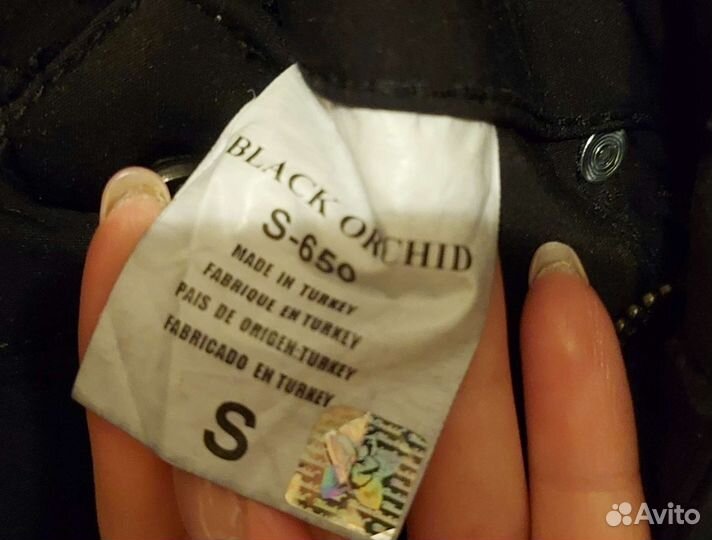 BLACK ORCHID
S-650
MADE IN TURKEY
FABRIQUE EN TURKEY
PAIS DE ORIGEN:TURKEY
FABRICADO EN TURKEY
S
Avito